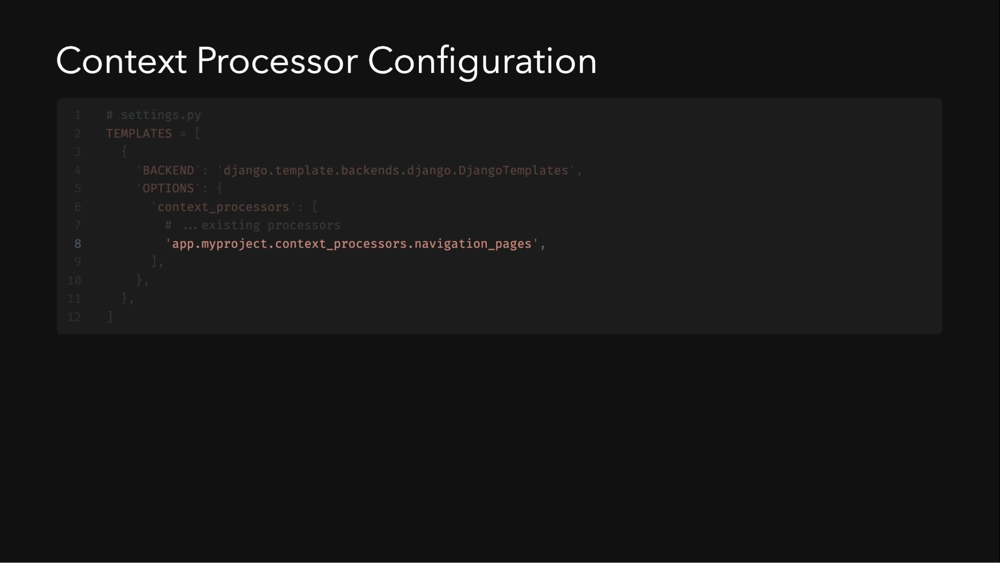 Context Processor Configuration
1 # settings.py
2 TEMPLATES = [
3 {
4 'BACKEND': 'django.template.backends.django.DjangoTemplates',
5 'OPTIONS': {
6 'context_processors': [
7 # ...existing processors
8 'app.myproject.context_processors.navigation_pages',
9 ],
10 },
11 },
12 ]